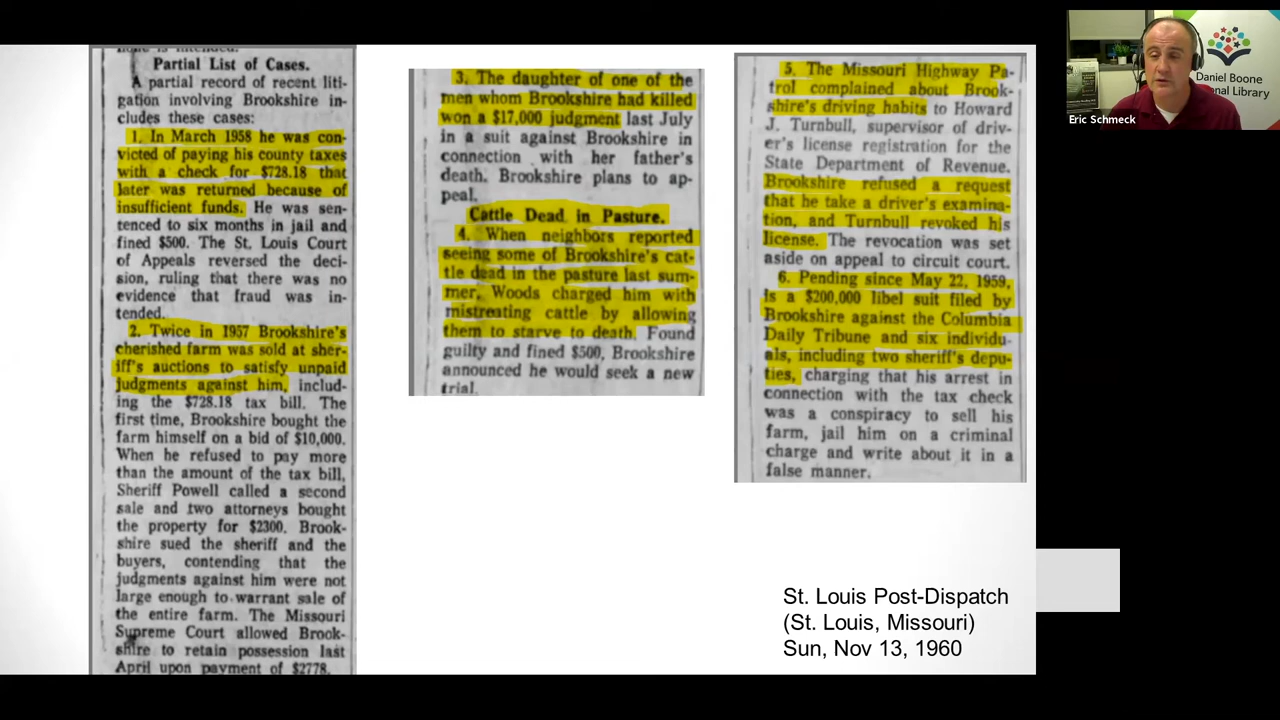 Partial List of Cases.
A partial record of recent liti-
gation involving Brookshire in-
cludes these cases:
1. In March 1958 he was con-
victed of paying his county taxes
with a check for $728.18 that
later was returned because of
insufficient funds. He was sen-
tenced to six months in jail and
fined $500. The St. Louis Court
of Appeals reversed the deci-
sion, ruling that there was no
evidence that fraud was in-
tended.
2. Twice in 1957 Brookshire's
cherished farm was sold at sher-
iff's auctions to satisfy unpaid
judgments against him, includ-
ing the $728.18 tax bill. The
first time, Brookshire bought the
farm himself on a bid of $10,000.
When he refused to pay more
than the amount of the tax bill,
Sheriff Powell called a second
sale and two attorneys bought
the property for $2300. Brook-
shire sued the sheriff and the
buyers, contending that the
judgments against him were not
large enough to warrant sale of
the entire farm. The Missouri
Supreme Court allowed Brook-
shire to retain possession last
April upon payment of $2778.
3. The daughter of one of the
men whom Brookshire had killed
won a $17,000 judgment last July
in a suit against Brookshire in
connection with her father's
death. Brookshire plans to ap-
peal.
Cattle Dead in Pasture.
4. When neighbors reported
seeing some of Brookshire's cat-
tle dead in the pasture last sum-
mer, Woods charged him with
mistreating cattle by allowing
them to starve to death. Found
guilty and fined $500, Brookshire
announced he would seek a new
trial.
5. The Missouri Highway Pa-
trol complained about Brook-
shire's driving habits to Howard
J. Turnbull, supervisor of driv-
er's license registration for the
State Department of Revenue.
Brookshire refused a request
that he take a driver's examina-
tion, and Turnbull revoked his
license. The revocation was set
aside on appeal to circuit court.
6. Pending since May 22, 1959,
is a $200,000 libel suit filed by
Brookshire against the Columbia
Daily Tribune and six individu-
als, including two sheriff's depu-
ties, charging that his arrest in
connection with the tax check
was a conspiracy to sell his
farm, jail him on a criminal
charge and write about it in a
false manner.
St. Louis Post-Dispatch
(St. Louis, Missouri)
Sun, Nov 13, 1960
Daniel Boone
Library
Eric Schmeck